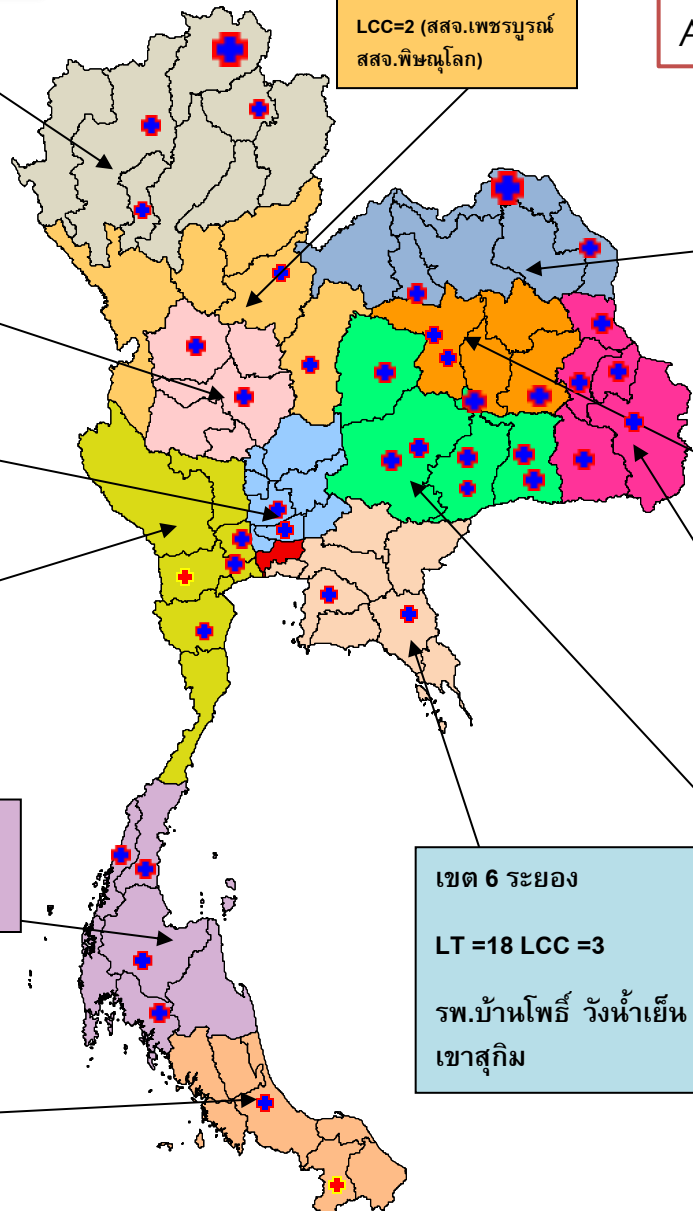 LCC=2 (สสจ.เพชรบูรณ์
สสจ.พิษณุโลก)
A
เขต 6 ระยอง
LT =18 LCC =3
รพ.บ้านโพธิ์ วังน้ำเย็น
เขาสุกิม